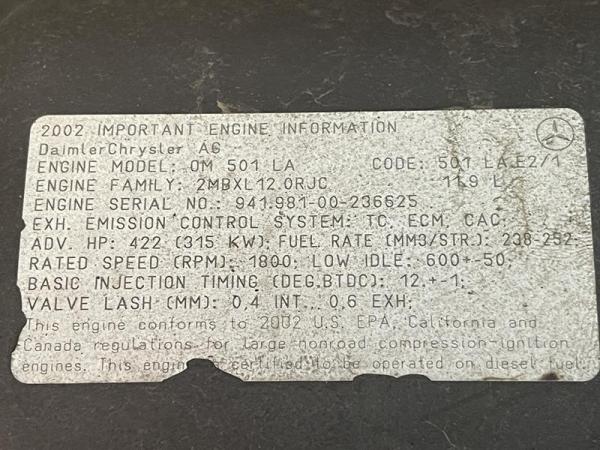 2002 IMPORTANT ENGINE INFORMATION
DaimlerChrysler AG
ENGINE MODEL: OM 501 LA CODE: 501 LA.E2/1
ENGINE FAMILY: 2MBXL12.0RJC 11.9 L
ENGINE SERIAL NO.: 941.981-00-236625
EXH. EMISSION CONTROL SYSTEM: TC, ECM, CAC
ADV. HP: 422 (315 KW) FUEL RATE (MM3/STR.) 238-252
RATED SPEED (RPM): 1800 LOW IDLE: 600+-50
BASIC INJECTION TIMING (DEG.BTDC): 12.+-1
VALVE LASH (MM): 0,4 INT., 0,6 EXH.
This engine conforms to 2002 U.S. EPA, California and
Canada regulations for large nonroad compression-ignition
engines. This engine is certified to be operated on diesel fuel.